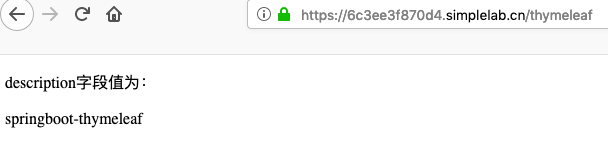 https://6c3ee3f870d4.simplelab.cn/thymeleaf
description字段值为：
springboot-thymeleaf